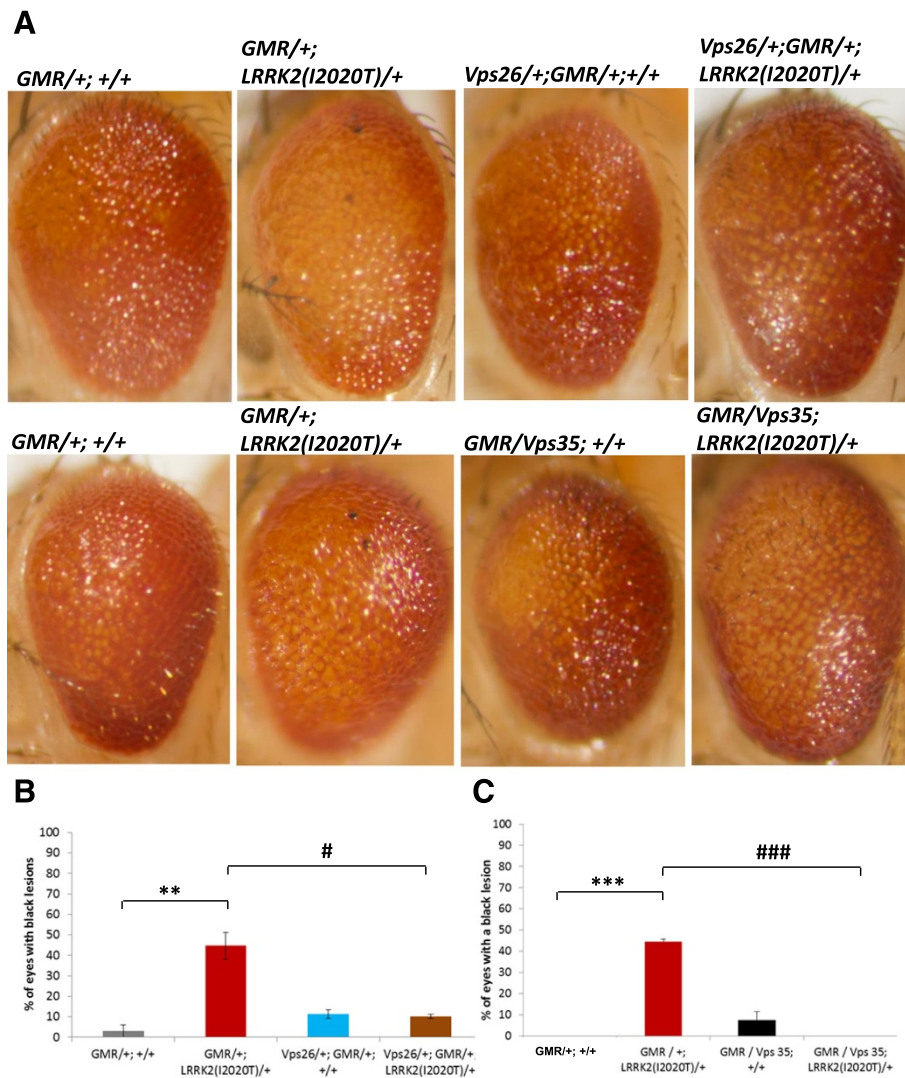 A
GMR/+; +/+
GMR/+;
LRRK2(I2020T)/+
Vps26/+;GMR/+;+/+
Vps26/+;GMR/+;
LRRK2(I2020T)/+
GMR/+; +/+
GMR/+;
LRRK2(I2020T)/+
GMR/Vps35; +/+
GMR/Vps35;
LRRK2(I2020T)/+
B
% of eyes with black lesions
100
90
80
70
60
50
40
30
20
10
0
**
#
GMR/+; +/+
GMR/+;
LRRK2(I2020T)/+
Vps26/+; GMR/+;
+/+
Vps26/+; GMR/+
LRRK2(I2020T)/+
C
% of eyes with a black lesion
100
90
80
70
60
50
40
30
20
10
0
***
###
GMR/+; +/+
GMR / +;
LRRK2(I2020T)/+
GMR / Vps 35;
+/+
GMR / Vps 35;
LRRK2(I2020T)/+